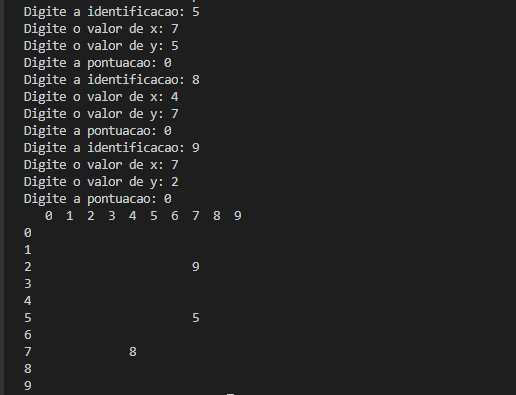 Digite a identificacao: 5
Digite o valor de x: 7
Digite o valor de y: 5
Digite a pontuacao: 0
Digite a identificacao: 8
Digite o valor de x: 4
Digite o valor de y: 7
Digite a pontuacao: 0
Digite a identificacao: 9
Digite o valor de x: 7
Digite o valor de y: 2
Digite a pontuacao: 0
   0  1  2  3  4  5  6  7  8  9
0
1
2                       9
3
4
5                       5
6
7              8
8
9